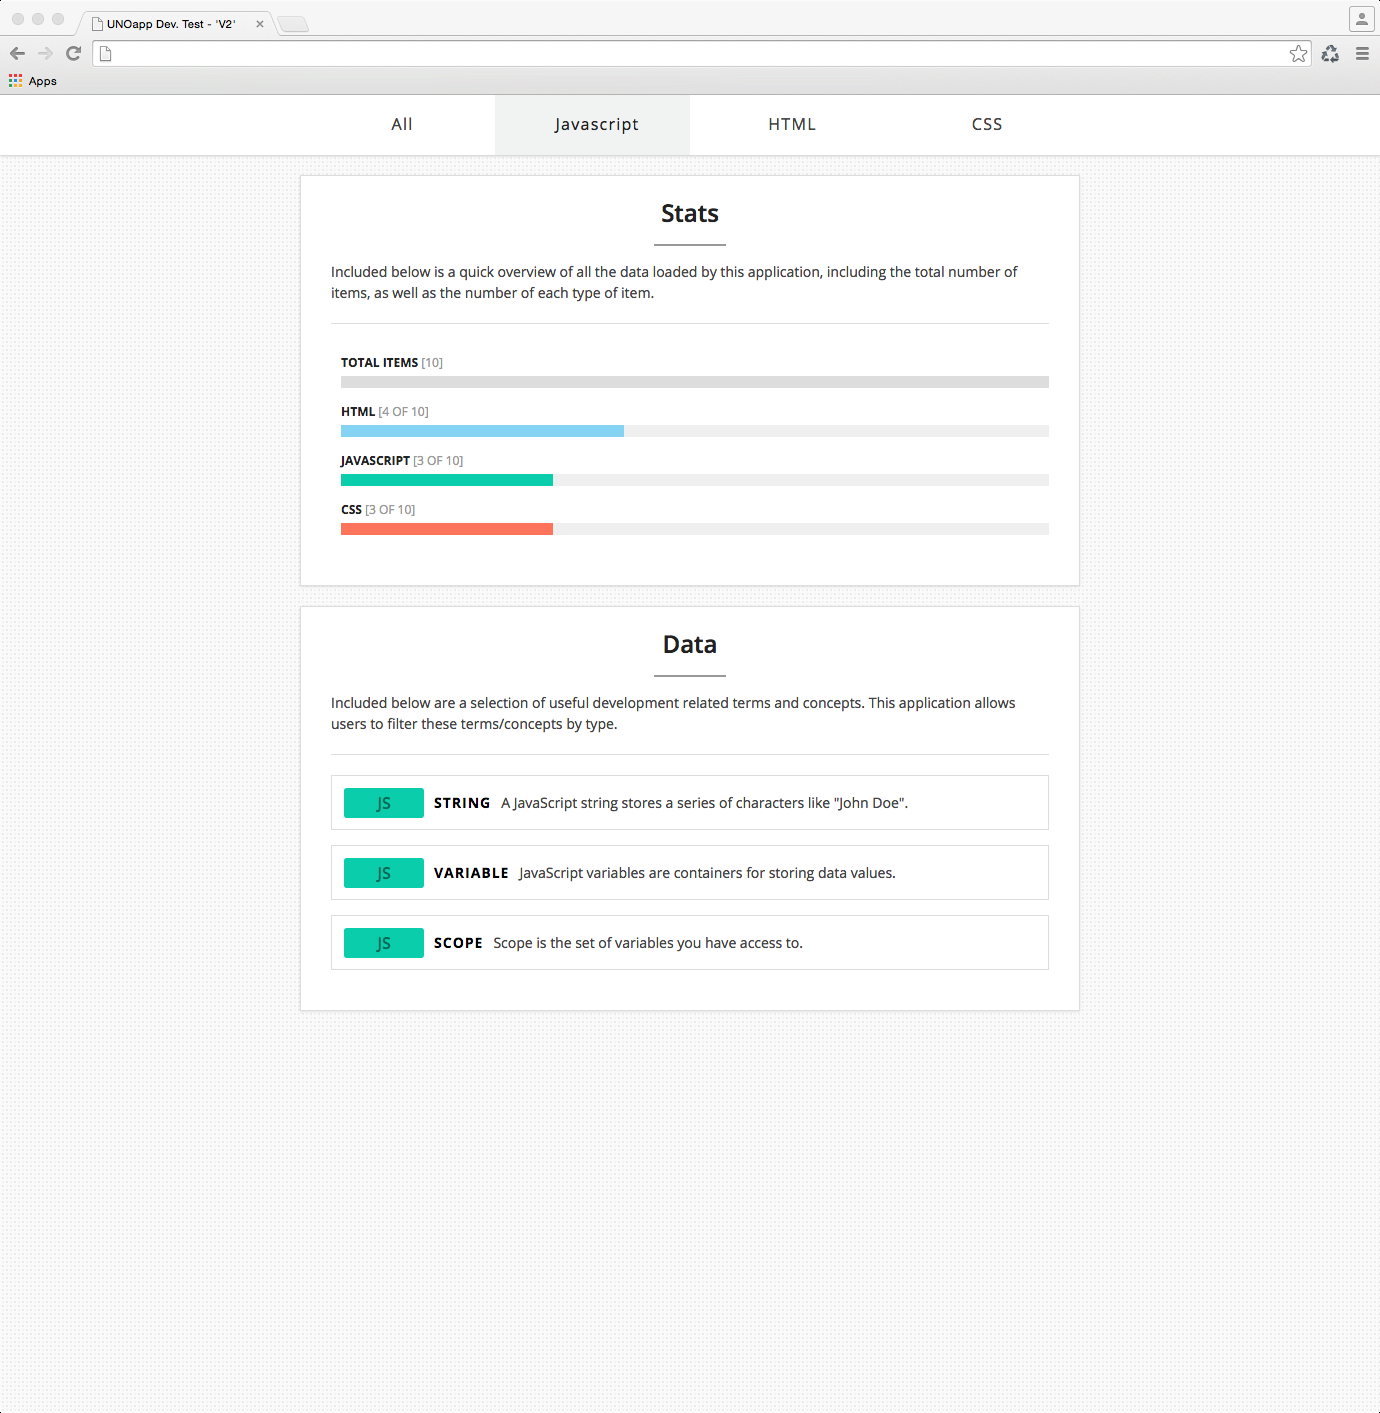 UNOapp Dev. Test - 'V2'
Apps
All Javascript HTML CSS
Stats
Included below is a quick overview of all the data loaded by this application, including the total number of
items, as well as the number of each type of item.
TOTAL ITEMS [10]
HTML [4 OF 10]
JAVASCRIPT [3 OF 10]
CSS [3 OF 10]
Data
Included below are a selection of useful development related terms and concepts. This application allows
users to filter these terms/concepts by type.
JS STRING A JavaScript string stores a series of characters like "John Doe".
JS VARIABLE JavaScript variables are containers for storing data values.
JS SCOPE Scope is the set of variables you have access to.